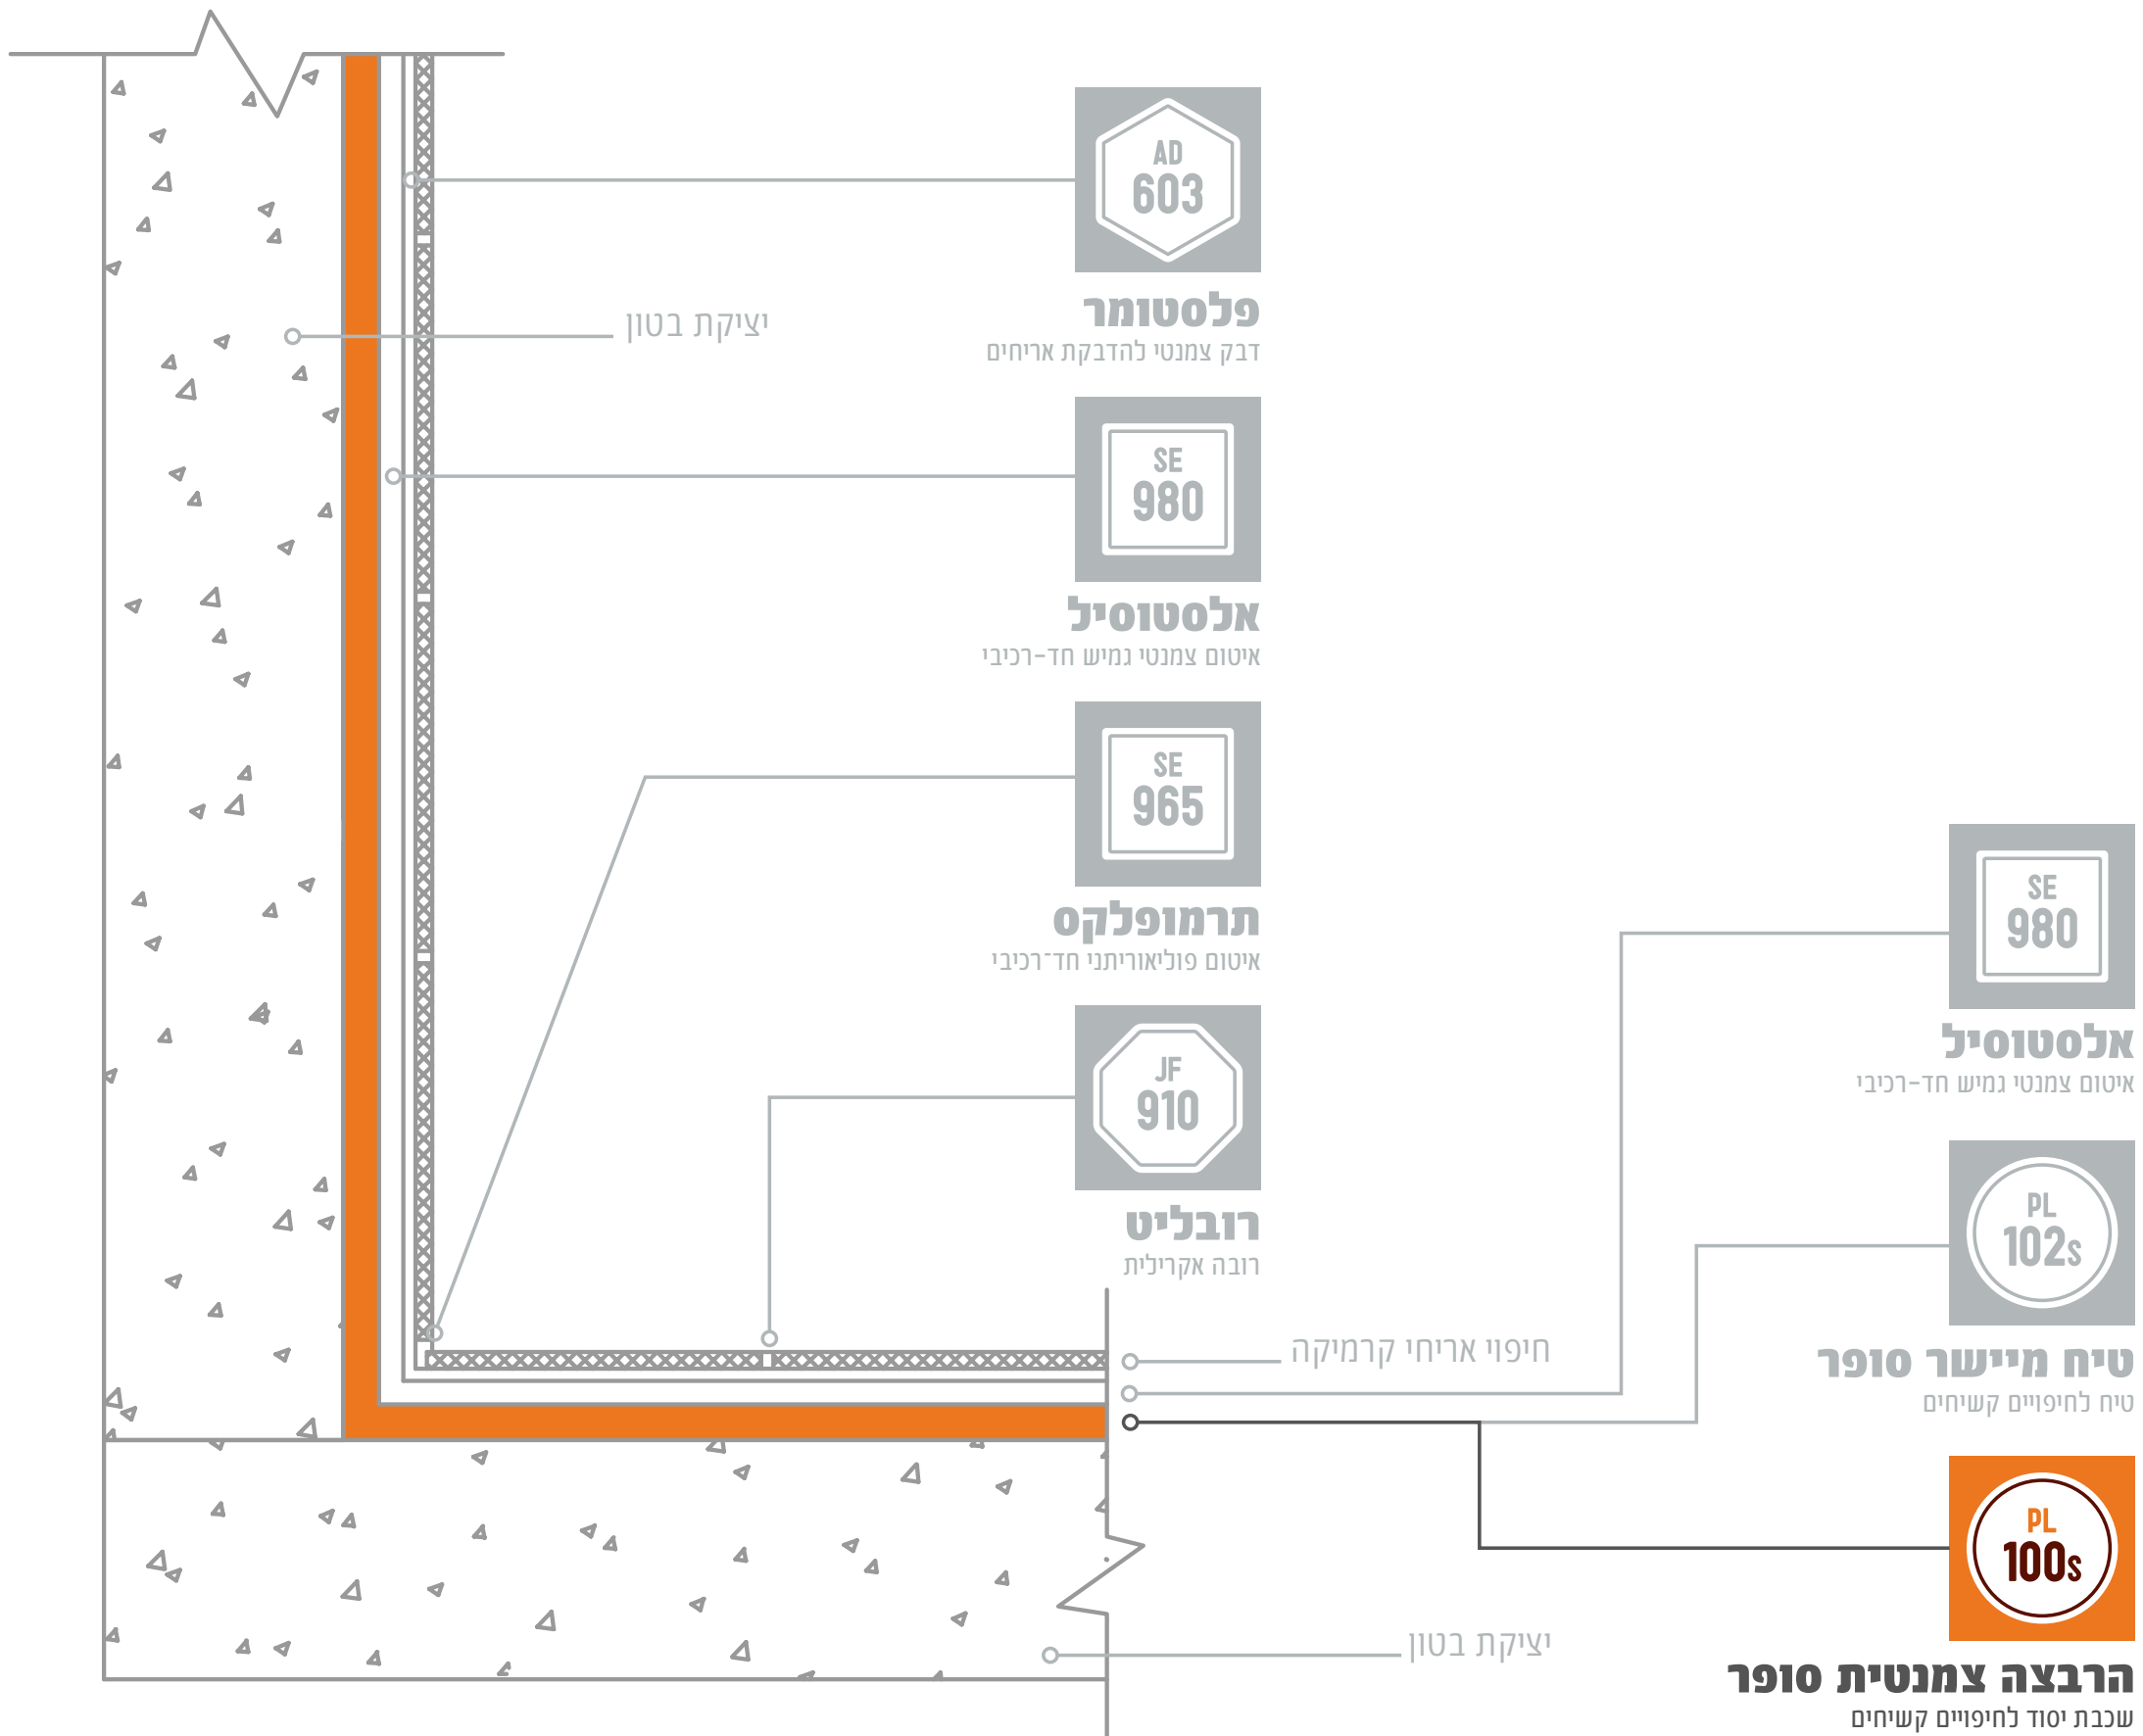 AD
603
פלסטומר
דבק צמנטי להדבקת אריחים
יציקת בטון
SE
980
אלסטוסיל
איטום צמנטי גמיש חד-רכיבי
SE
965
תרמופלקס
איטום פוליאוריתני חד־רכיבי
JF
910
רובליט
רובה אקרילית
SE
980
אלסטוסיל
איטום צמנטי גמיש חד-רכיבי
PL
102s
טיח מיישר סופר
טיח לחיפויים קשיחים
חיפוי אריחי קרמיקה
PL
100s
הרבצה צמנטית סופר
שכבת יסוד לחיפויים קשיחים
יציקת בטון